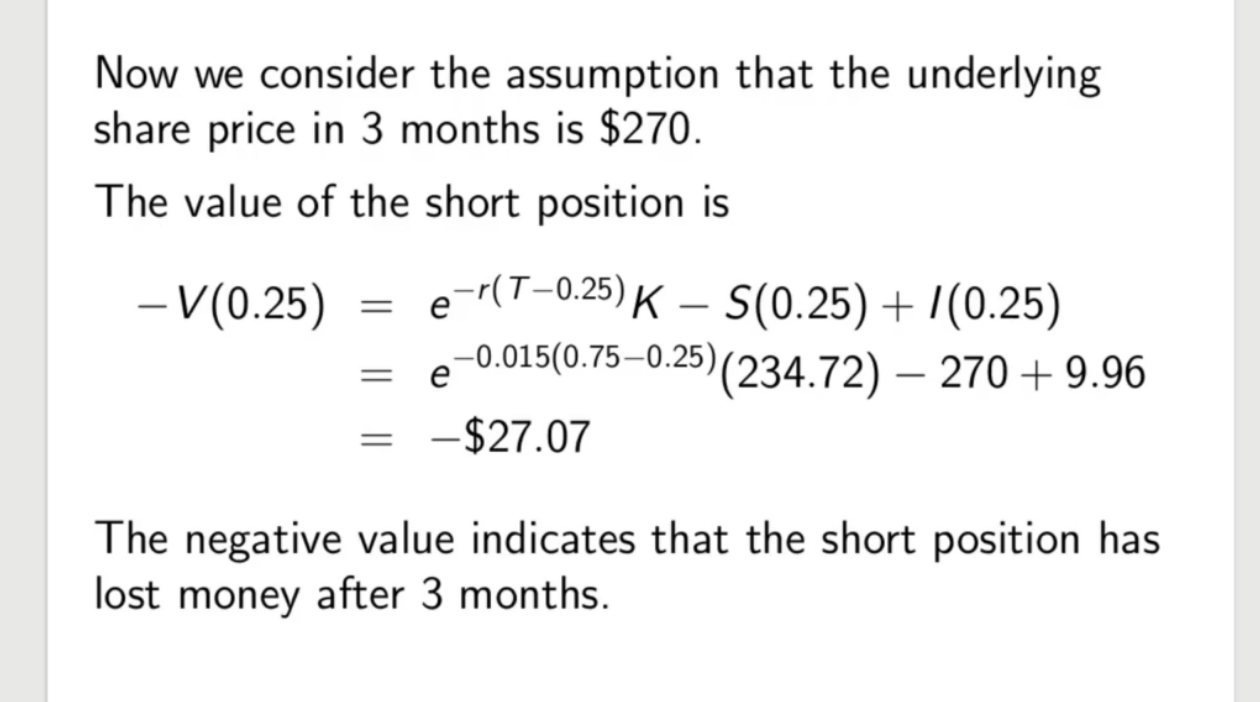 Now we consider the assumption that the underlying
share price in 3 months is $270.
The value of the short position is
−V(0.25) = e^{−r(T−0.25)}K − S(0.25) + I(0.25)
= e^{−0.015(0.75−0.25)}(234.72) − 270 + 9.96
= −$27.07
The negative value indicates that the short position has
lost money after 3 months.